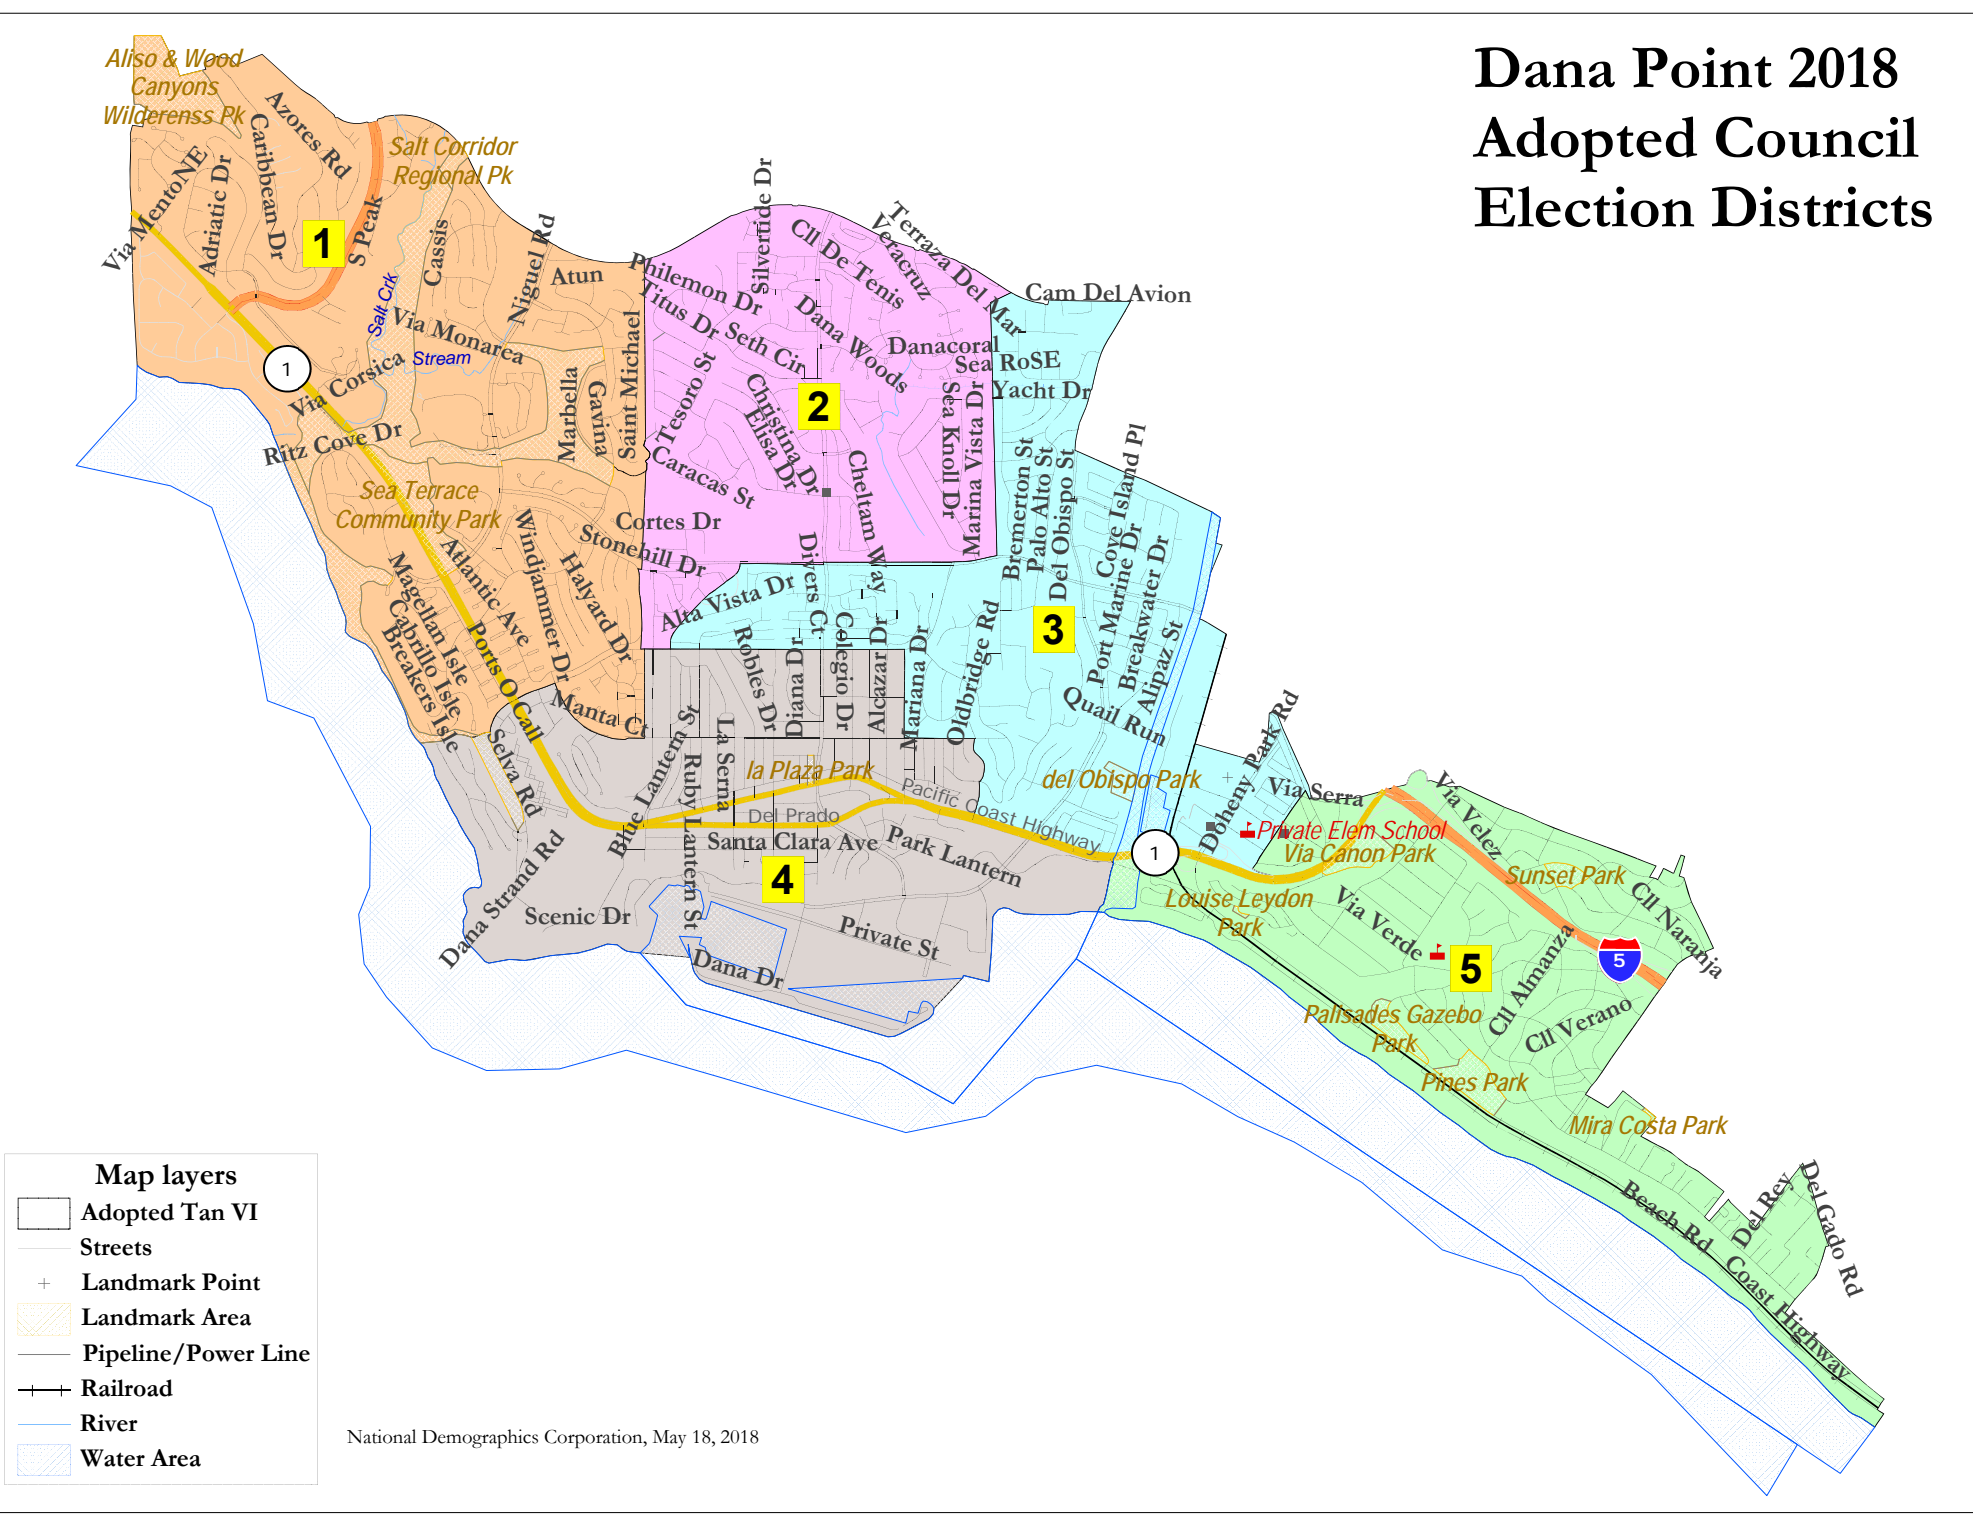 Dana Point 2018
Adopted Council
Election Districts
Aliso & Wood
Canyons
Wilderenss Pk
Azores Rd
Caribbean Dr
Adriatic Dr
Via MentoNE
S Peak
1
Salt Corridor
Regional Pk
Cassis
Niguel Rd
Atun
Salt Crk
Stream
Via Monarea
Via Corsica
1
Ritz Cove Dr
Marbella
Gavina
Saint Michael
Sea Terrace
Community Park
Atlantic Ave
Windjammer Dr
Halyard Dr
Magellan Isle
Cabrillo Isle
Breakers Isle
Ports O Call
Manta Ct
Selva Rd
Philemon Dr
Titus Dr
Seth Cir
Silvertide Dr
Cll De Tenis
Veracruz
Terraza Del Mar
Dana Woods
Danacoral
Sea RoSE
Yacht Dr
Cam Del Avion
2
Tesoro St
Christina Dr
Elisa Dr
Caracas St
Cortes Dr
Stonehill Dr
Cheltam Way
Sea Knoll Dr
Marina Vista Dr
Bremerton St
Palo Alto St
Del Obispo St
Cove Island Pl
Port Marine Dr
Breakwater Dr
Alipaz St
Alta Vista Dr
Divers Ct
3
Robles Dr
Diana Dr
Colegio Dr
Alcazar Dr
Mariana Dr
Oldbridge Rd
Quail Run
Blue Lantern St
Ruby Lantern St
La Serna
la Plaza Park
Del Prado
Pacific Coast Highway
Santa Clara Ave
Park Lantern
4
Dana Strand Rd
Scenic Dr
Private St
Dana Dr
del Obispo Park
Doheny Park Rd
Via Serra
1
Private Elem School
Via Canon Park
Via Velez
Sunset Park
Cll Naranja
Louise Leydon
Park
Via Verde
5
5
Cll Almanza
Cll Verano
Palisades Gazebo
Park
Pines Park
Mira Costa Park
Beach Rd
Del Rey
Del Gado Rd
Coast Highway
Map layers
Adopted Tan VI
Streets
Landmark Point
Landmark Area
Pipeline/Power Line
Railroad
River
Water Area
National Demographics Corporation, May 18, 2018